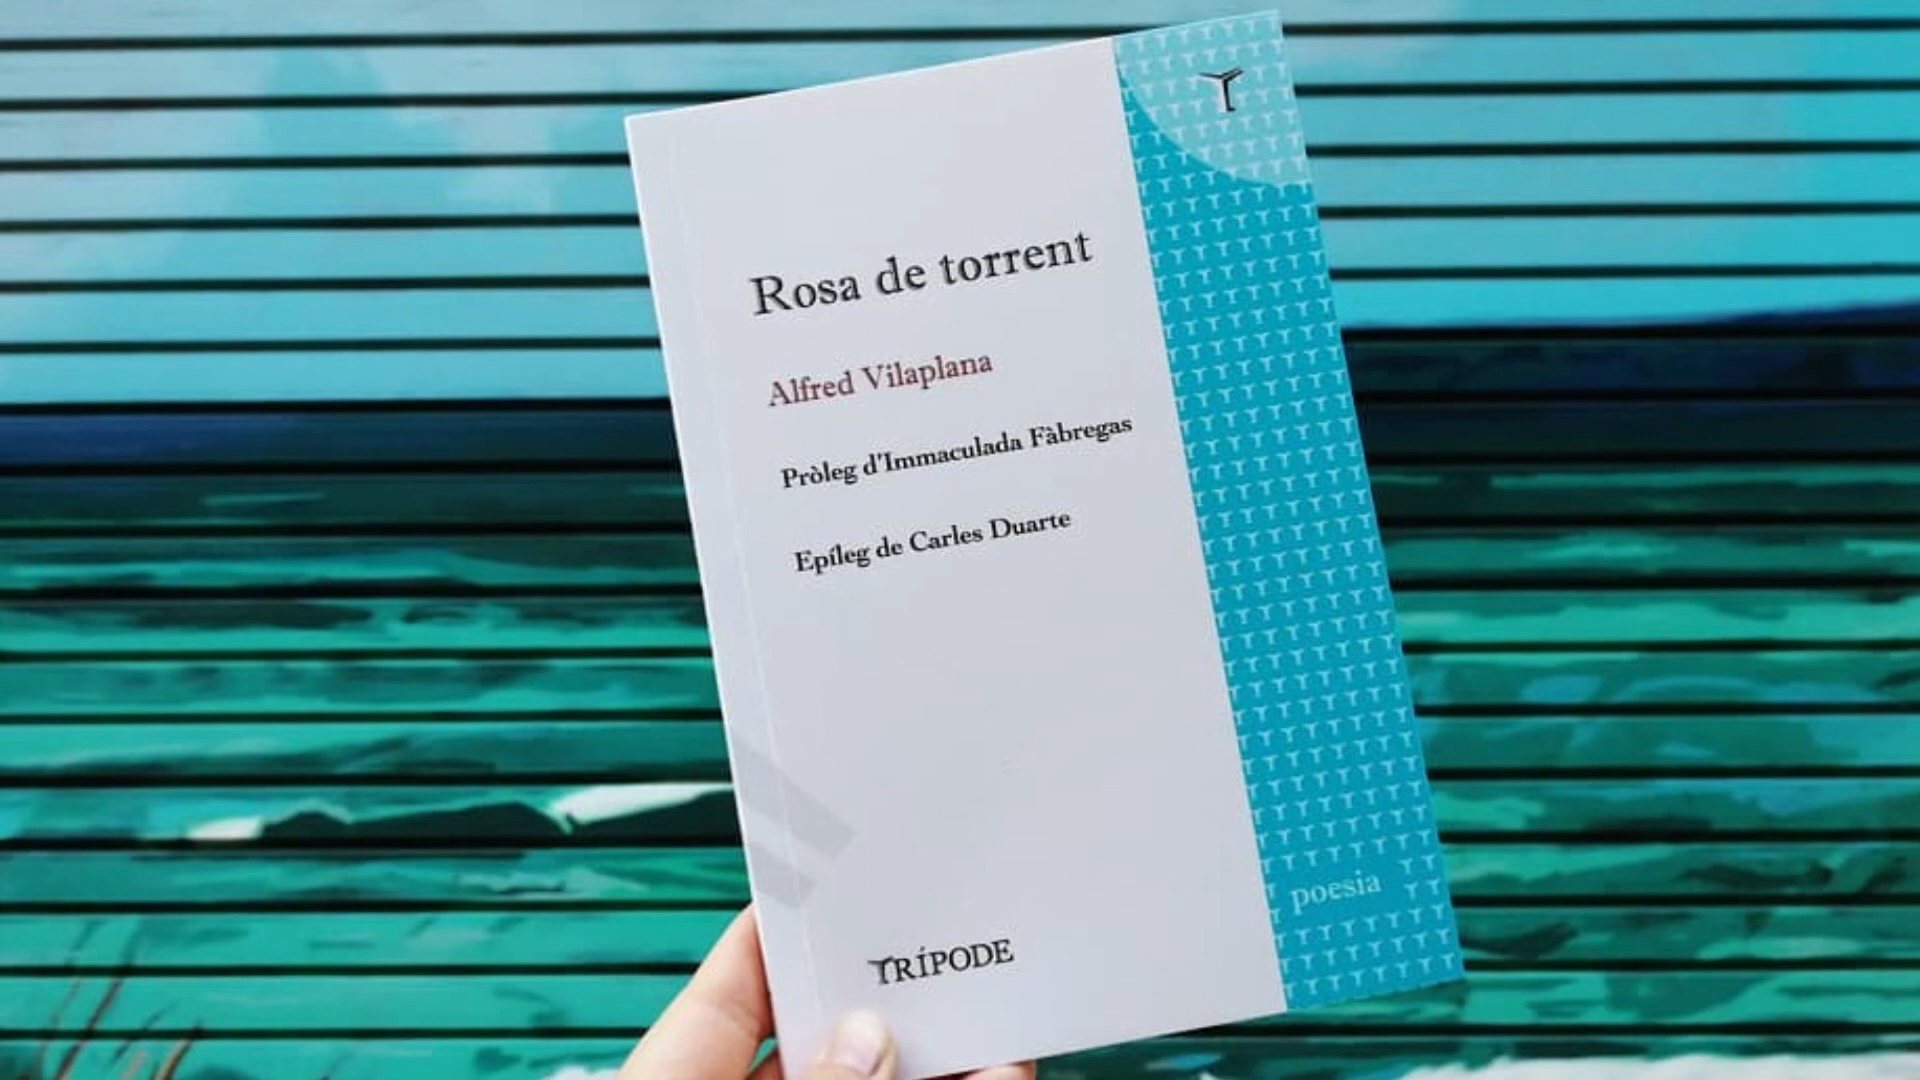 Rosa de torrent
Alfred Vilaplana
Pròleg d'Immaculada Fàbregas
Epíleg de Carles Duarte
poesia
TRÍPODE